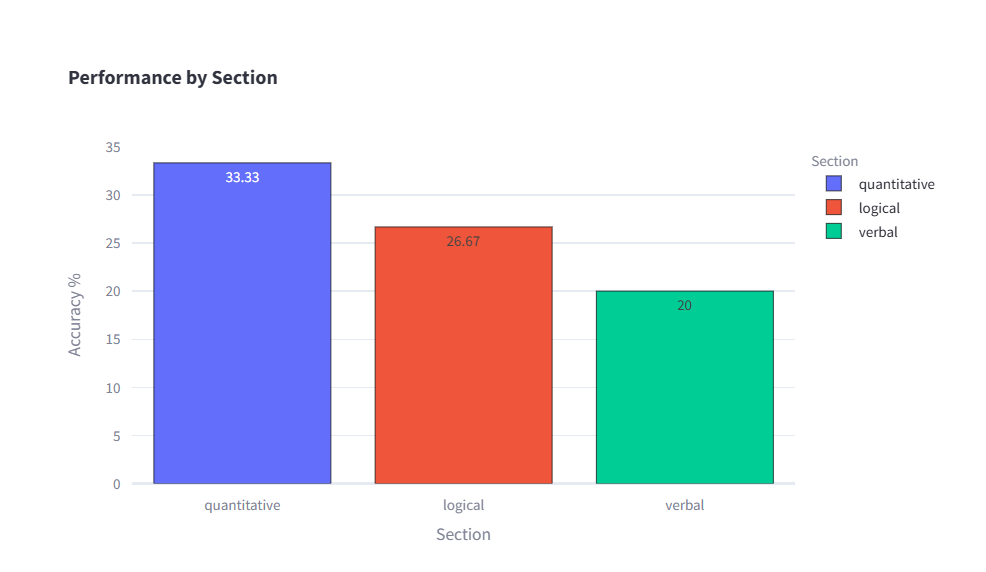 Performance by Section
35
30
25
20
15
10
5
0
Accuracy %
33.33
26.67
20
quantitative
logical
verbal
Section
Section
quantitative
logical
verbal